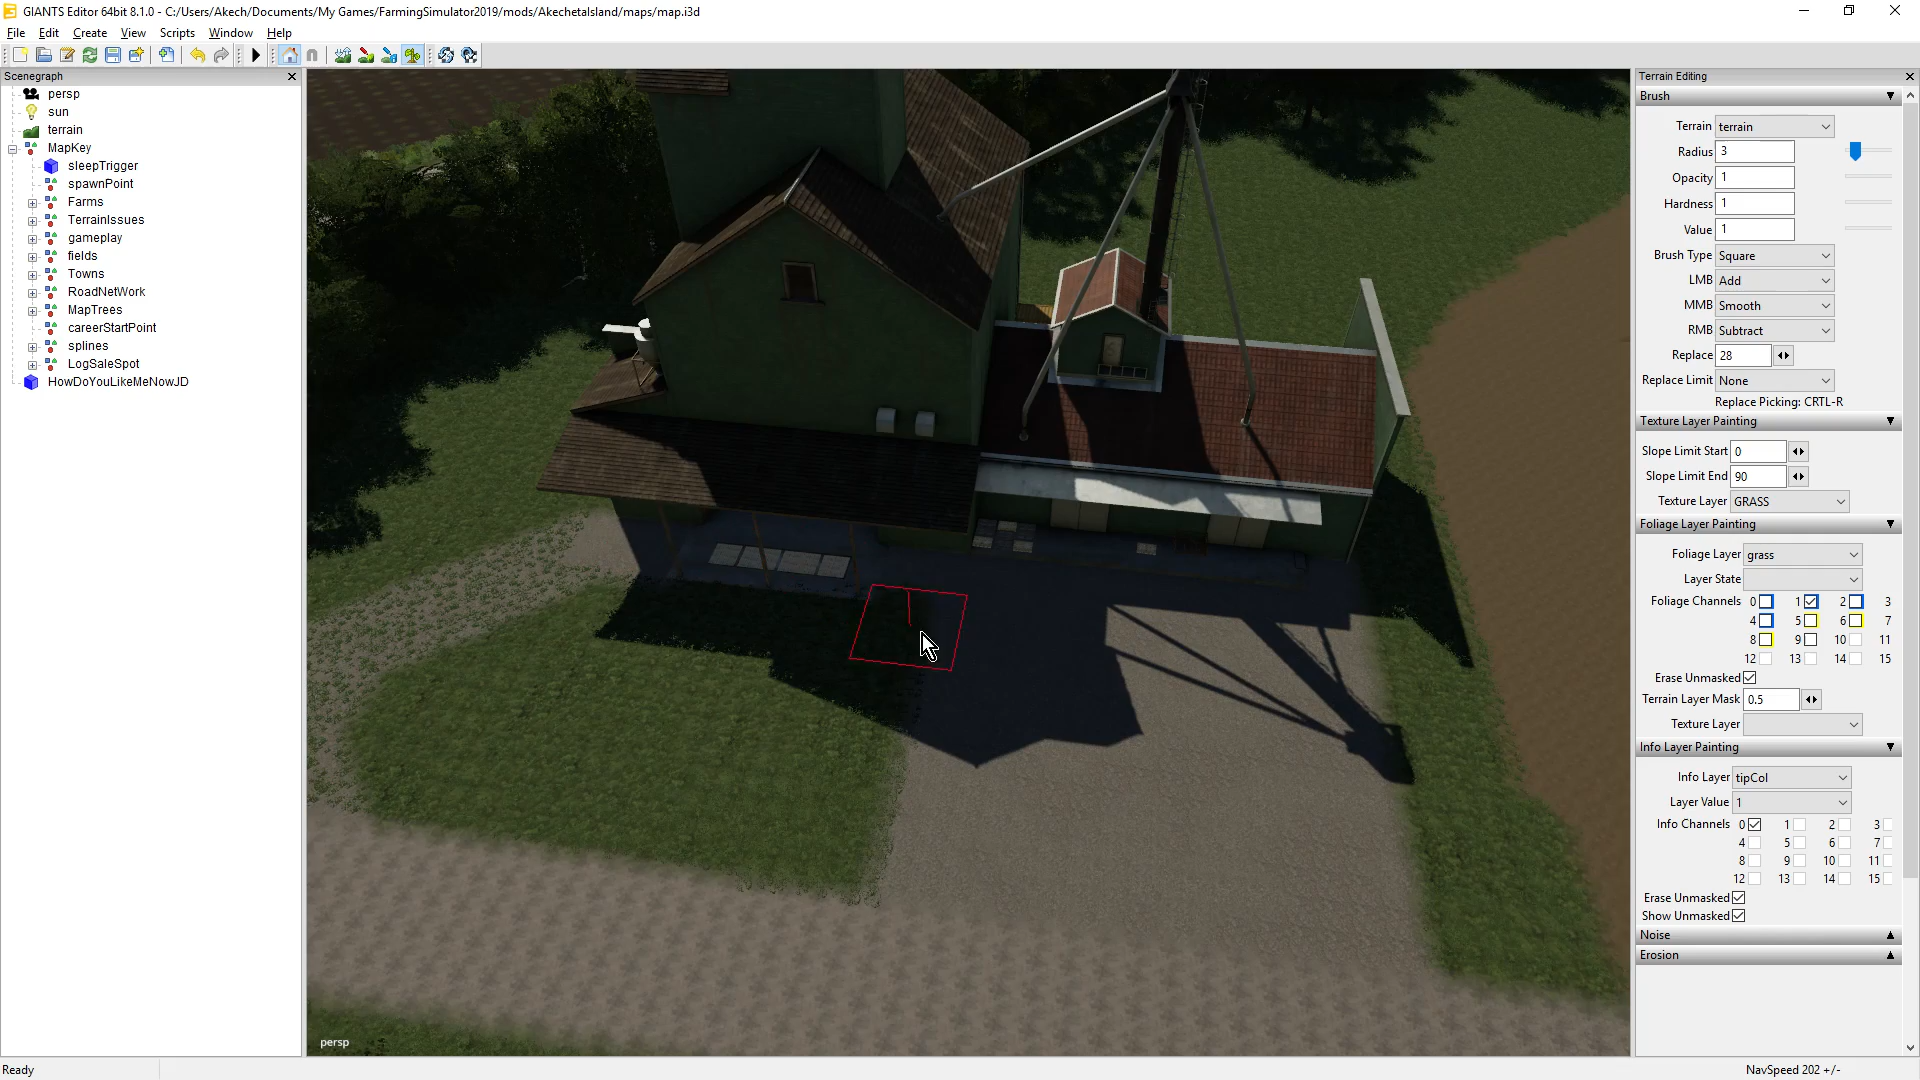 GIANTS Editor 64bit 8.1.0 - C:/Users/Akech/Documents/My Games/FarmingSimulator2019/mods/AkechetaIsland/maps/map.i3d
File Edit Create View Scripts Window Help
Scenegraph
persp
sun
terrain
MapKey
sleepTrigger
spawnPoint
Farms
TerrainIssues
gameplay
fields
Towns
RoadNetWork
MapTrees
careerStartPoint
splines
LogSaleSpot
HowDoYouLikeMeNowJD
persp
Terrain Editing
Brush
Terrain terrain
Radius 3
Opacity 1
Hardness 1
Value 1
Brush Type Square
LMB Add
MMB Smooth
RMB Subtract
Replace 28
Replace Limit None
Replace Picking: CRTL-R
Texture Layer Painting
Slope Limit Start 0
Slope Limit End 90
Texture Layer GRASS
Foliage Layer Painting
Foliage Layer grass
Layer State
Foliage Channels 0 1 2 3
4 5 6 7
8 9 10 11
12 13 14 15
Erase Unmasked
Terrain Layer Mask 0.5
Texture Layer
Info Layer Painting
Info Layer tipCol
Layer Value 1
Info Channels 0 1 2 3
4 5 6 7
8 9 10 11
12 13 14 15
Erase Unmasked
Show Unmasked
Noise
Erosion
Ready
NavSpeed 202 +/-